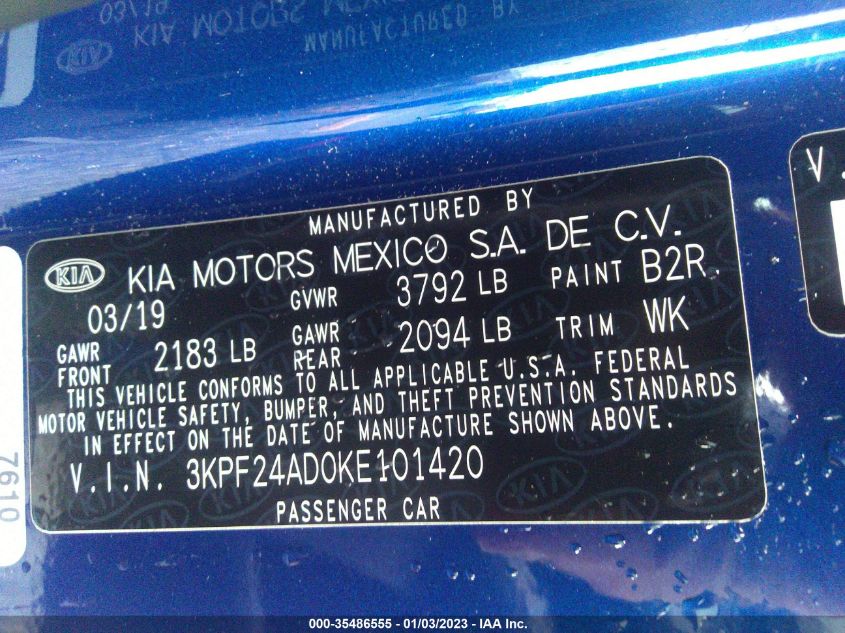 MANUFACTURED BY
KIA KIA MOTORS MEXICO S.A. DE C.V.
03/19 GVWR 3792 LB PAINT B2R
GAWR FRONT 2183 LB GAWR REAR 2094 LB TRIM WK
THIS VEHICLE CONFORMS TO ALL APPLICABLE U.S.A. FEDERAL
MOTOR VEHICLE SAFETY, BUMPER, AND THEFT PREVENTION STANDARDS
IN EFFECT ON THE DATE OF MANUFACTURE SHOWN ABOVE.
V.I.N. 3KPF24AD0KE101420
PASSENGER CAR
7610
V.
000-35486555 - 01/03/2023 - IAA Inc.